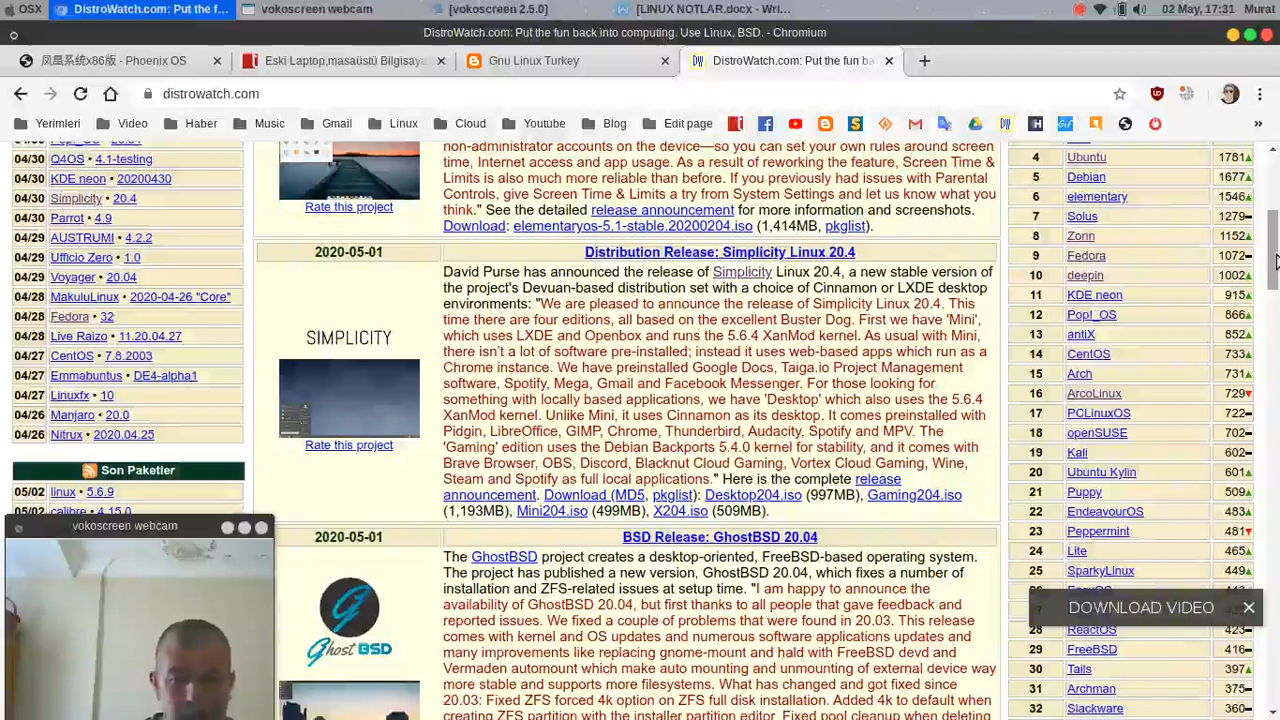 OSX
DistroWatch.com: Put the f...
vokoscreen webcam
[vokoscreen 2.5.0]
[LINUX NOTLAR.docx - Wri...
02 May, 17:31
Murat
DistroWatch.com: Put the fun back into computing. Use Linux, BSD. - Chromium
凤凰系统x86版 - Phoenix OS
Eski Laptop,masaüstü Bilgisaya
Gnu Linux Turkey
DistroWatch.com: Put the fun ba
distrowatch.com
Yerimleri
Video
Haber
Music
Gmail
Linux
Cloud
Youtube
Blog
Edit page
04/30 Q4OS • 4.1-testing
04/30 KDE neon • 20200430
04/30 Simplicity • 20.4
04/30 Parrot • 4.9
04/29 AUSTRUMI • 4.2.2
04/29 Ufficio Zero • 1.0
04/29 Voyager • 20.04
04/28 MakuluLinux • 2020-04-26 "Core"
04/28 Fedora • 32
04/28 Live Raizo • 11.20.04.27
04/27 CentOS • 7.8.2003
04/27 Emmabuntus • DE4-alpha1
04/27 Linuxfx • 10
04/26 Manjaro • 20.0
04/26 Nitrux • 2020.04.25
Son Paketler
05/02 linux • 5.6.9
05/02 calibre • 4.15.0
vokoscreen webcam
Rate this project
non-administrator accounts on the device—so you can set your own rules around screen
time, Internet access and app usage. As a result of reworking the feature, Screen Time &
Limits is also much more reliable than before. If you previously had issues with Parental
Controls, give Screen Time & Limits a try from System Settings and let us know what you
think." See the detailed release announcement for more information and screenshots.
Download: elementaryos-5.1-stable.20200204.iso (1,414MB, pkglist).
2020-05-01
Distribution Release: Simplicity Linux 20.4
SIMPLICITY
Rate this project
David Purse has announced the release of Simplicity Linux 20.4, a new stable version of
the project's Devuan-based distribution set with a choice of Cinnamon or LXDE desktop
environments: "We are pleased to announce the release of Simplicity Linux 20.4. This
time there are four editions, all based on the excellent Buster Dog. First we have 'Mini',
which uses LXDE and Openbox and runs the 5.6.4 XanMod kernel. As usual with Mini,
there isn't a lot of software pre-installed; instead it uses web-based apps which run as a
Chrome instance. We have preinstalled Google Docs, Taiga.io Project Management
software, Spotify, Mega, Gmail and Facebook Messenger. For those looking for
something with locally based applications, we have 'Desktop' which also uses the 5.6.4
XanMod kernel. Unlike Mini, it uses Cinnamon as its desktop. It comes preinstalled with
Pidgin, LibreOffice, GIMP, Chrome, Thunderbird, Audacity, Spotify and MPV. The
'Gaming' edition uses the Debian Backports 5.4.0 kernel for stability, and it comes with
Brave Browser, OBS, Discord, Blacknut Cloud Gaming, Vortex Cloud Gaming, Wine,
Steam and Spotify as full local applications." Here is the complete release
announcement. Download (MD5, pkglist): Desktop204.iso (997MB), Gaming204.iso
(1,193MB), Mini204.iso (499MB), X204.iso (509MB).
2020-05-01
BSD Release: GhostBSD 20.04
Ghost BSD
The GhostBSD project creates a desktop-oriented, FreeBSD-based operating system.
The project has published a new version, GhostBSD 20.04, which fixes a number of
installation and ZFS-related issues at setup time. "I am happy to announce the
availability of GhostBSD 20.04, but first thanks to all people that gave feedback and
reported issues. We fixed a couple of problems that were found in 20.03. This release
comes with kernel and OS updates and numerous software applications updates and
many improvements like replacing gnome-mount and hald with FreeBSD devd and
Vermaden automount which make auto mounting and unmounting of external device way
more stable and supports more filesystems. What has changed and got fixed since
20.03: Fixed ZFS forced 4k option on ZFS full disk installation. Added 4k to default when
creating ZFS partition with the installer partition editor. Fixed pool cleanup when deleting
4 Ubuntu 1781
5 Debian 1677
6 elementary 1546
7 Solus 1279
8 Zorin 1152
9 Fedora 1072
10 deepin 1002
11 KDE neon 915
12 Pop!_OS 866
13 antiX 852
14 CentOS 733
15 Arch 731
16 ArcoLinux 729
17 PCLinuxOS 722
18 openSUSE 702
19 Kali 602
20 Ubuntu Kylin 601
21 Puppy 509
22 EndeavourOS 483
23 Peppermint 481
24 Lite 465
25 SparkyLinux 449
DOWNLOAD VIDEO
28 ReactOS 423
29 FreeBSD 416
30 Tails 397
31 Archman 375
32 Slackware 360